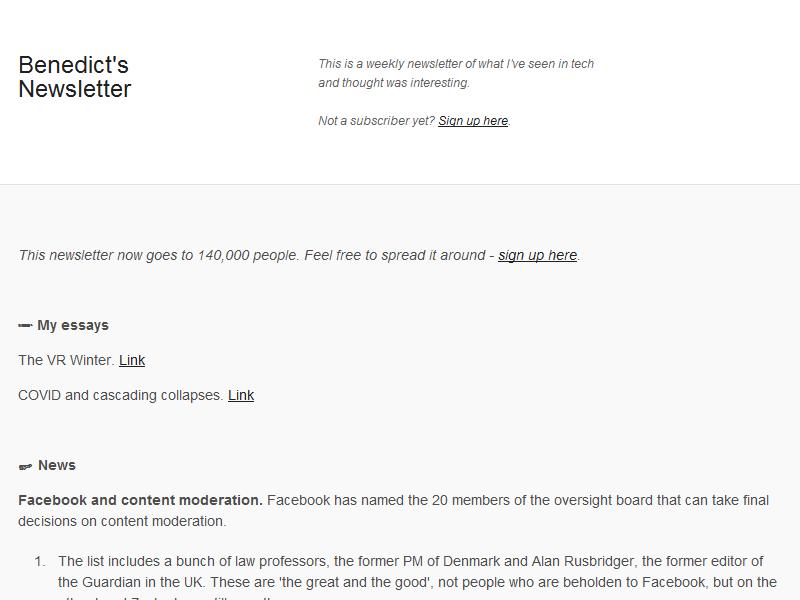 Benedict's
Newsletter
This is a weekly newsletter of what I've seen in tech
and thought was interesting.
Not a subscriber yet? Sign up here.
This newsletter now goes to 140,000 people. Feel free to spread it around - sign up here.
My essays
The VR Winter. Link
COVID and cascading collapses. Link
News
Facebook and content moderation. Facebook has named the 20 members of the oversight board that can take final
decisions on content moderation.
1. The list includes a bunch of law professors, the former PM of Denmark and Alan Rusbridger, the former editor of
the Guardian in the UK. These are 'the great and the good', not people who are beholden to Facebook, but on the